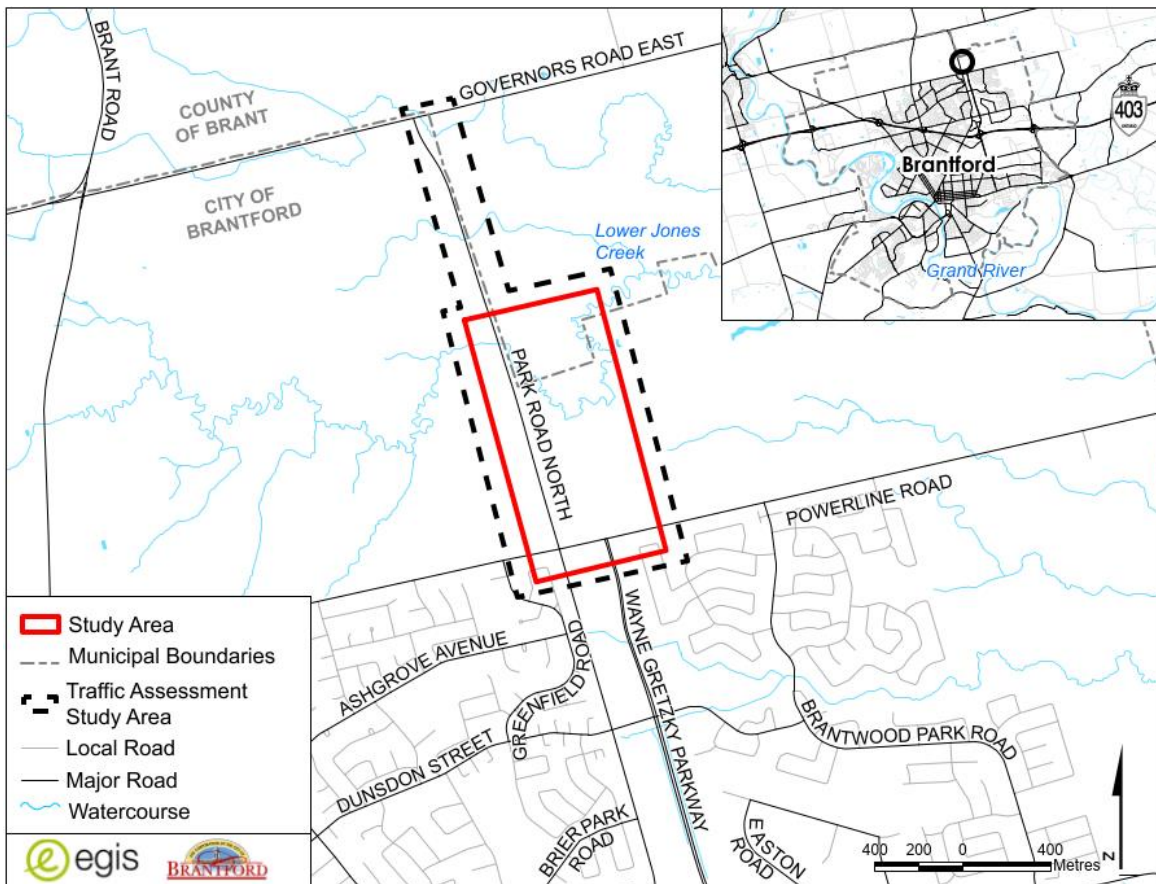 BRANT ROAD
GOVERNORS ROAD EAST
COUNTY
OF BRANT
CITY OF
BRANTFORD
Lower Jones
Creek
PARK ROAD NORTH
POWERLINE ROAD
ASHGROVE AVENUE
GREENFIELD ROAD
WAYNE GRETZKY PARKWAY
DUNSDON STREET
BRANTWOOD PARK ROAD
BRIER PARK
ROAD
EASTON
ROAD
403
Brantford
Grand River
Study Area
Municipal Boundaries
Traffic Assessment
Study Area
Local Road
Major Road
Watercourse
egis
BRANTFORD
400 200 0 400
Metres
N